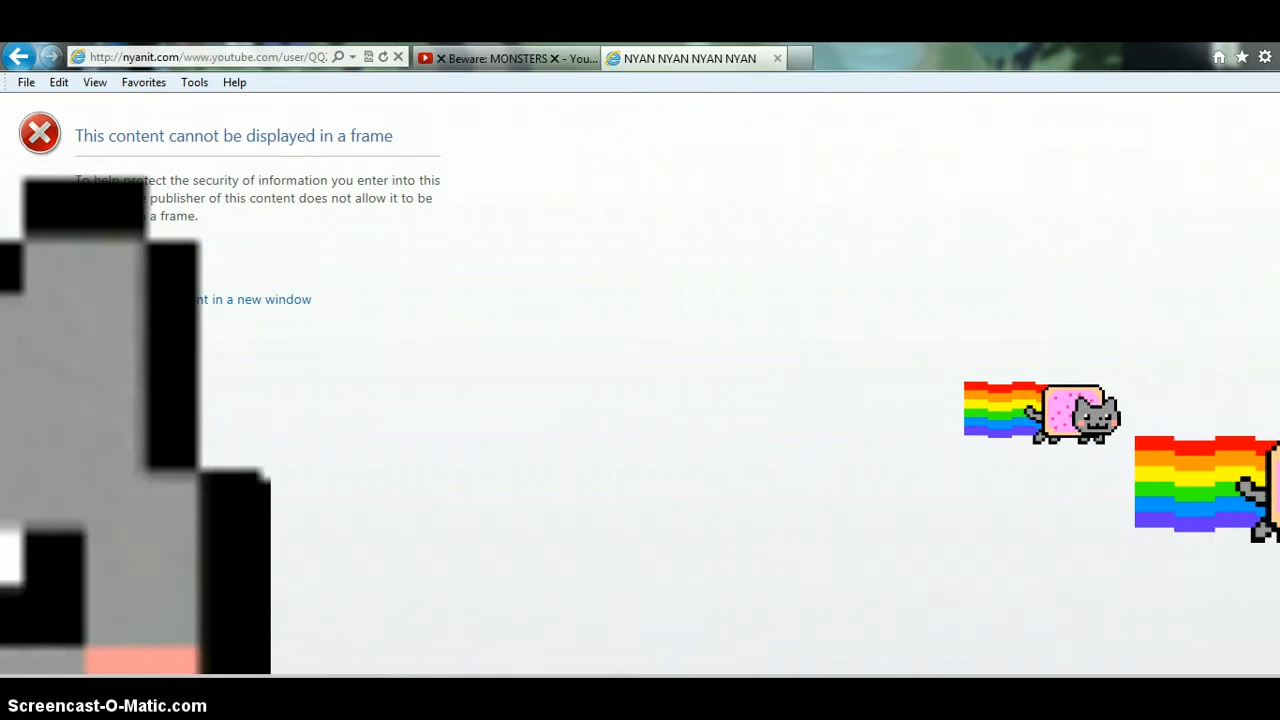 http://nyanit.com/www.youtube.com/user/QQ
✕ Beware: MONSTERS ✕ - You...
NYAN NYAN NYAN NYAN
File Edit View Favorites Tools Help
This content cannot be displayed in a frame
To help protect the security of information you enter into this
publisher of this content does not allow it to be
a frame.
in a new window
Screencast-O-Matic.com